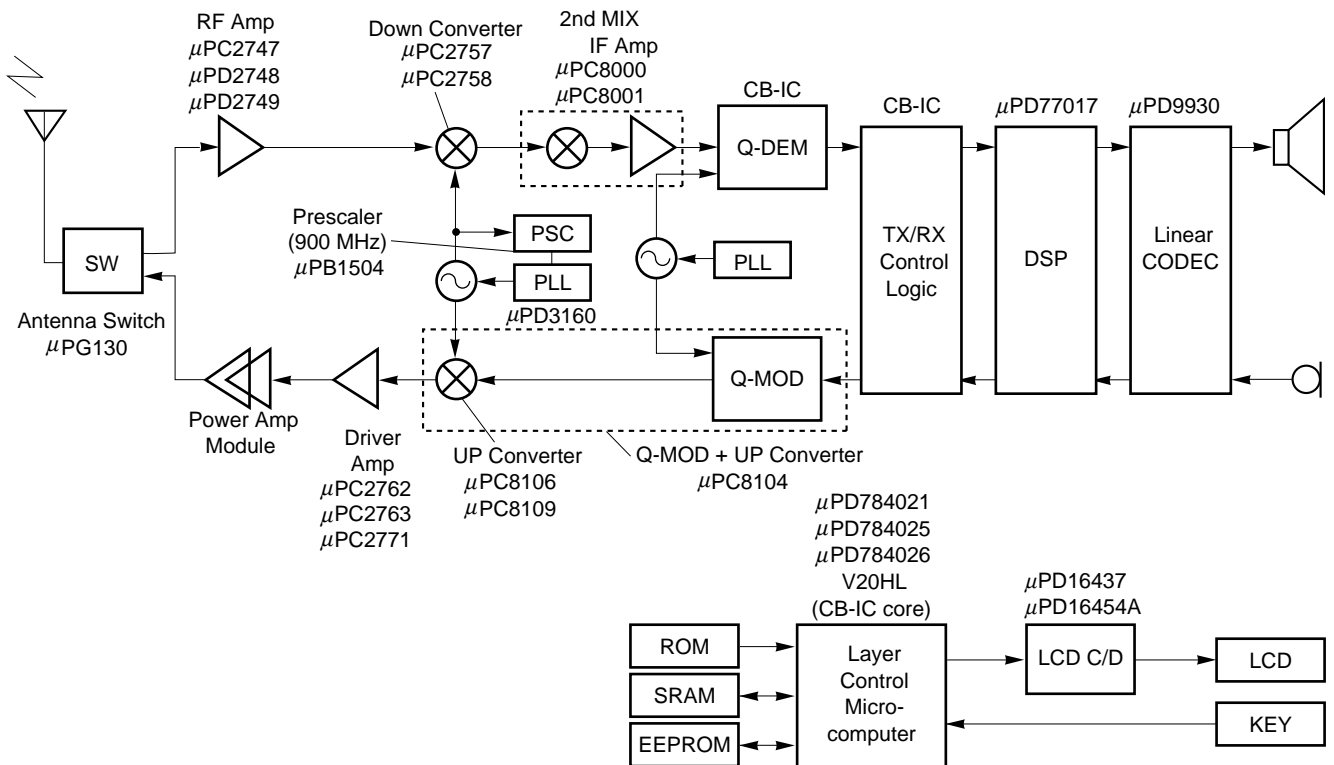 RF Amp
μPC2747
μPD2748
μPD2749
Down Converter
μPC2757
μPC2758
2nd MIX
IF Amp
μPC8000
μPC8001
CB-IC
Q-DEM
CB-IC
TX/RX
Control
Logic
μPD77017
DSP
μPD9930
Linear
CODEC
SW
Antenna Switch
μPG130
Prescaler
(900 MHz)
μPB1504
PSC
PLL
μPD3160
PLL
Q-MOD
Power Amp
Module
Driver
Amp
μPC2762
μPC2763
μPC2771
UP Converter
μPC8106
μPC8109
Q-MOD + UP Converter
μPC8104
μPD784021
μPD784025
μPD784026
V20HL
(CB-IC core)
Layer
Control
Micro-
computer
ROM
SRAM
EEPROM
μPD16437
μPD16454A
LCD C/D
LCD
KEY